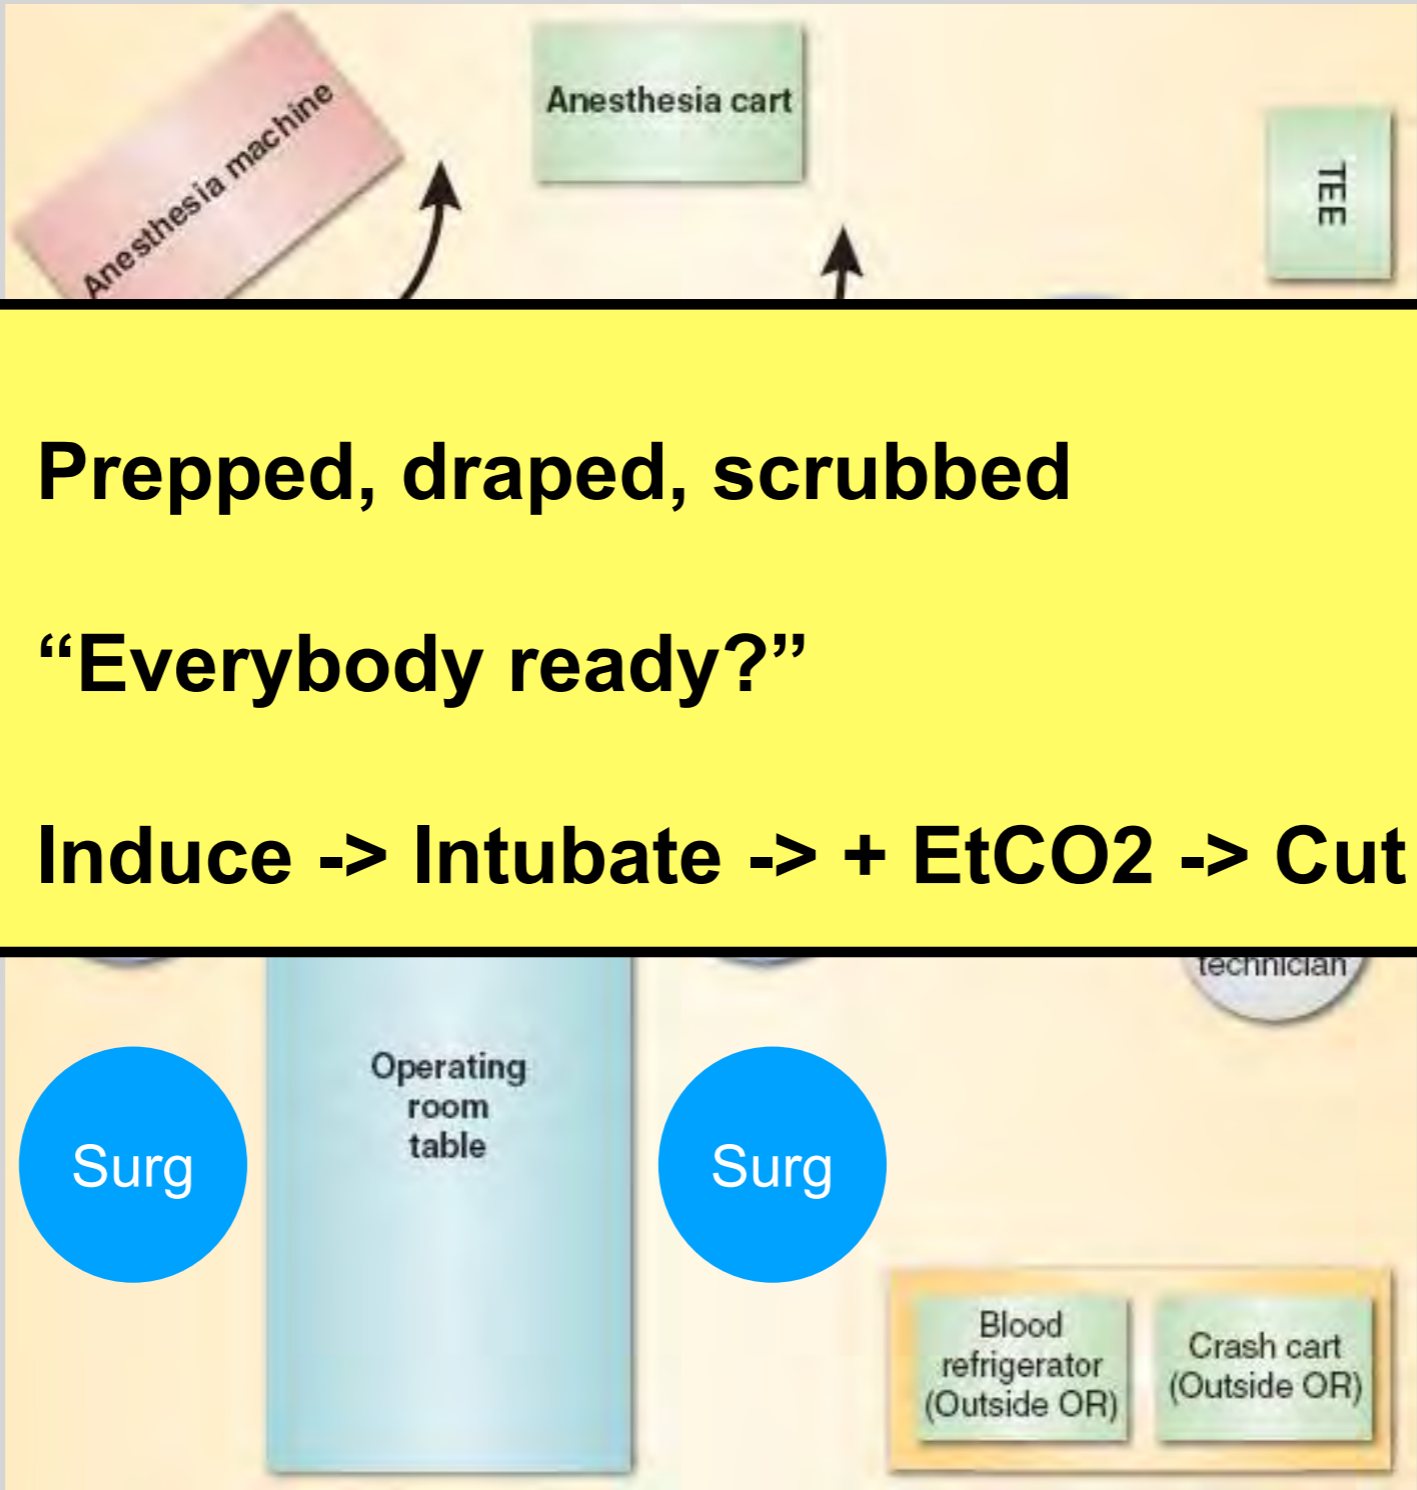 Anesthesia machine
Anesthesia cart
TEE
Prepped, draped, scrubbed
“Everybody ready?”
Induce -> Intubate -> + EtCO2 -> Cut
technician
Operating
room
table
Surg
Surg
Blood
refrigerator
(Outside OR)
Crash cart
(Outside OR)